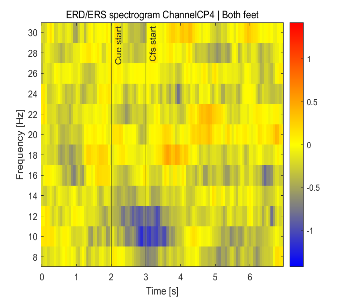 ERD/ERS spectrogram ChannelCP4 | Both feet
Frequency [Hz]
30
28
26
24
22
20
18
16
14
12
10
8
Cue start
Cfs start
1
0.5
0
-0.5
-1
0 1 2 3 4 5 6
Time [s]